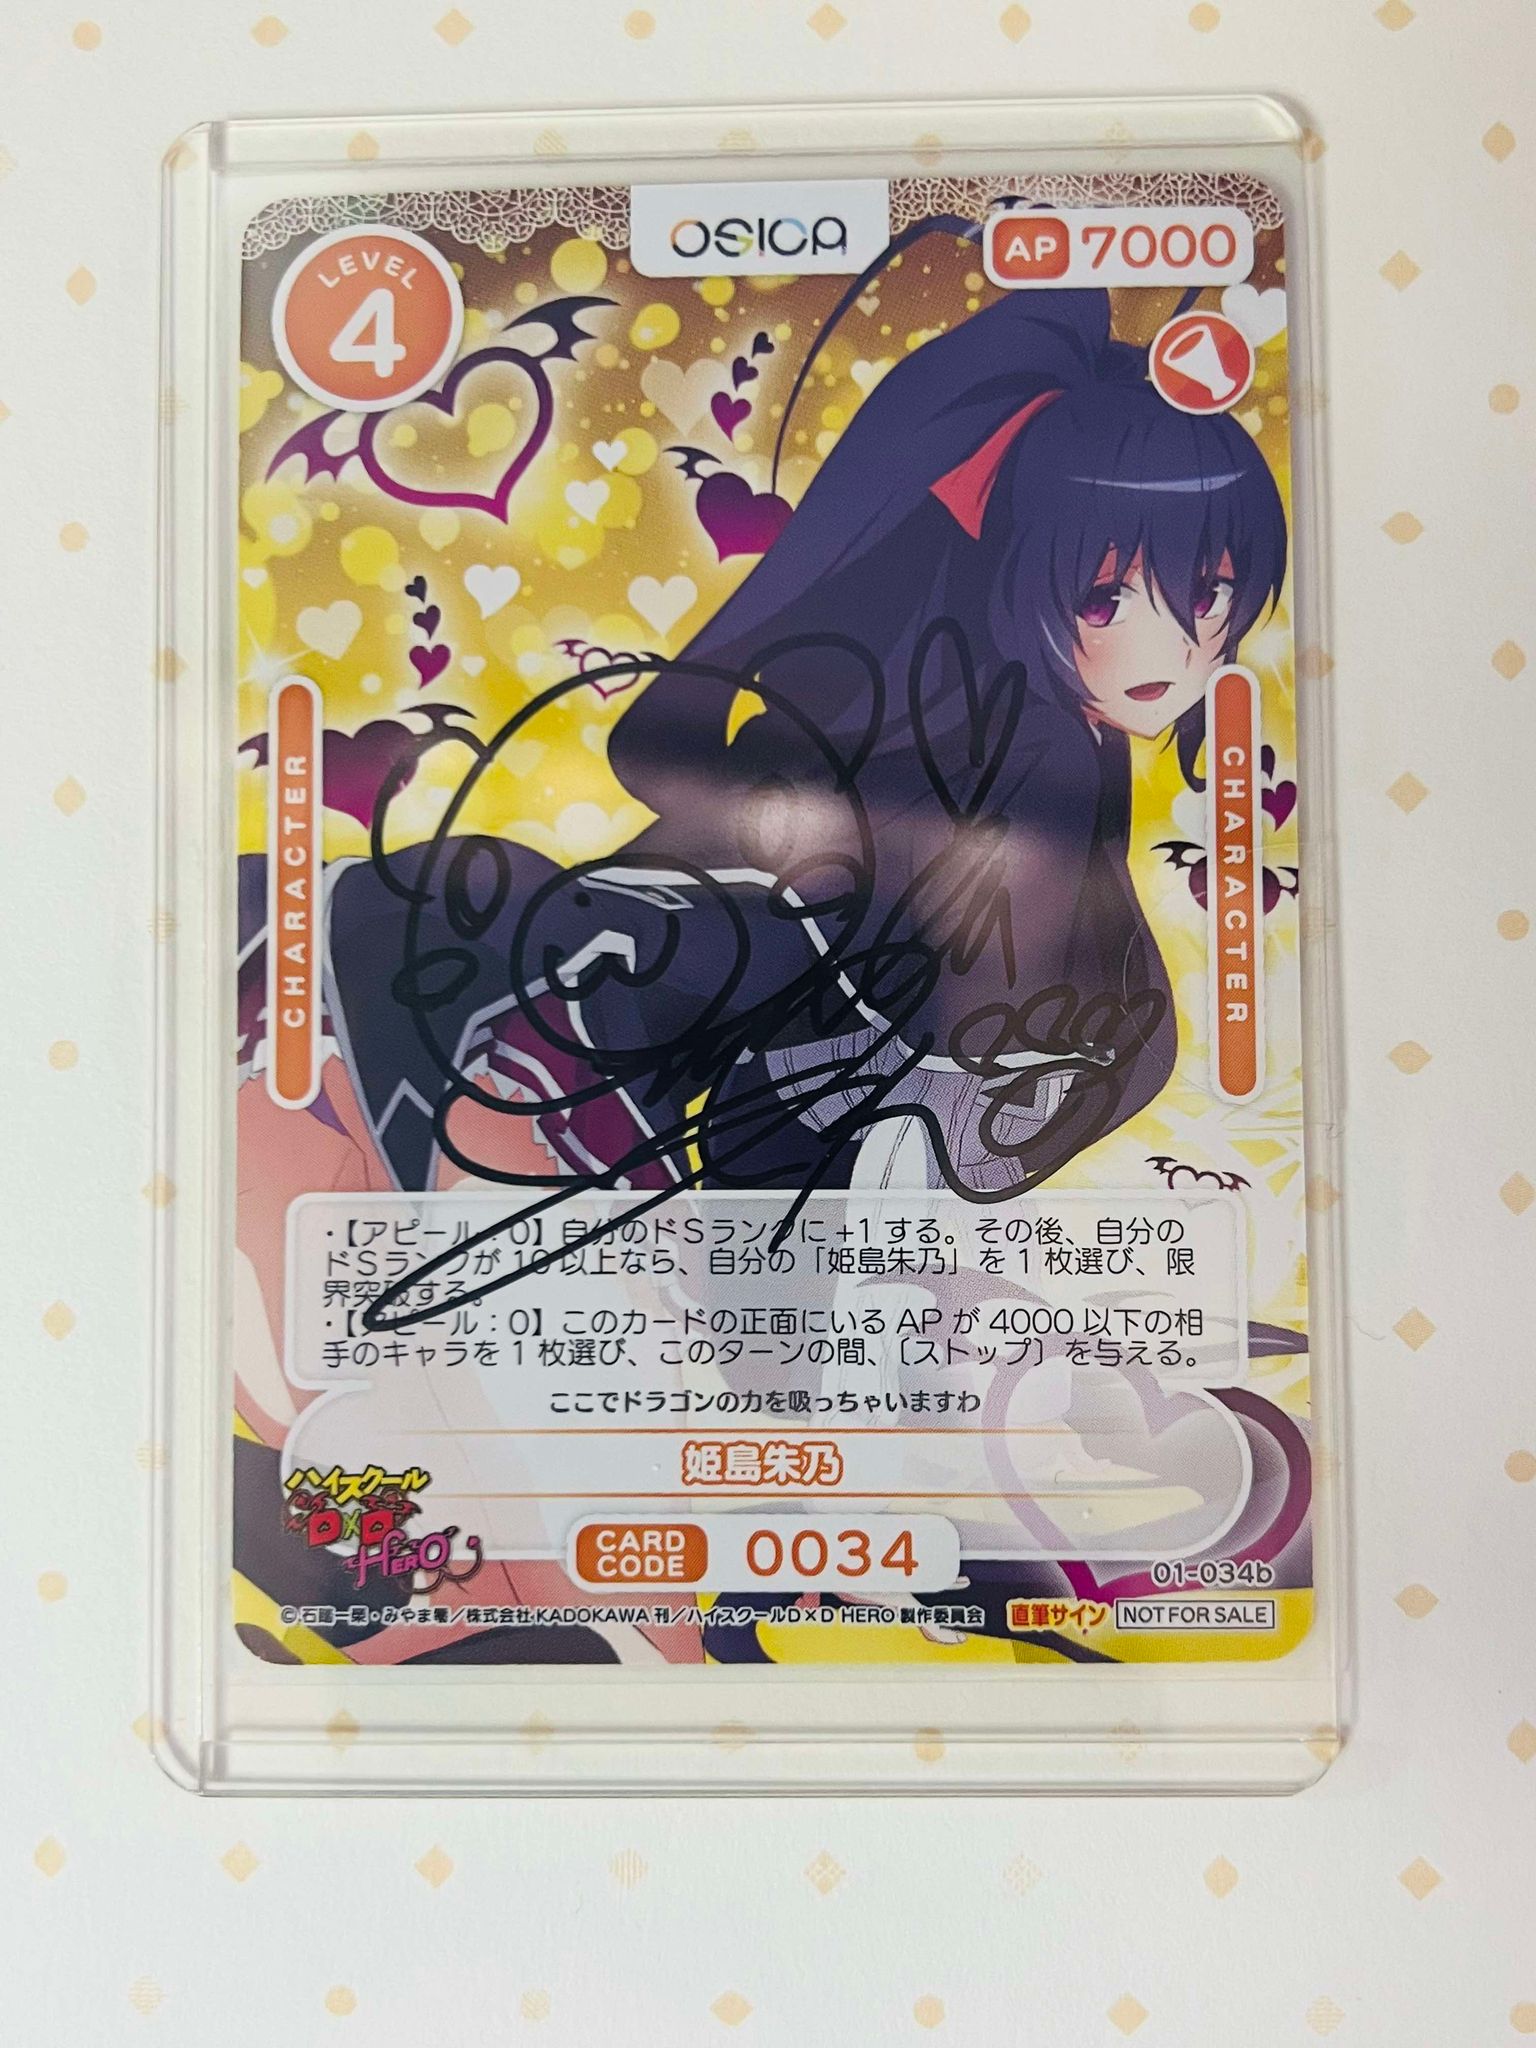 OSICA
LEVEL
4
AP 7000
CHARACTER
CHARACTER
・【アピール：0】自分のドSランクに+1する。その後、自分の
ドSランクが10以上なら、自分の「姫島朱乃」を1枚選び、限
界突破する。
・【アピール：0】このカードの正面にいるAPが4000以下の相
手のキャラを1枚選び、このターンの間、〔ストップ〕を与える。
ここでドラゴンの力を吸っちゃいますわ
姫島朱乃
ハイスクール
D×D
HERO
CARD
CODE
0034
01-034b
©石踏一榮・みやま零／株式会社KADOKAWA刊／ハイスクールD×D HERO製作委員会
直筆サイン
NOT FOR SALE